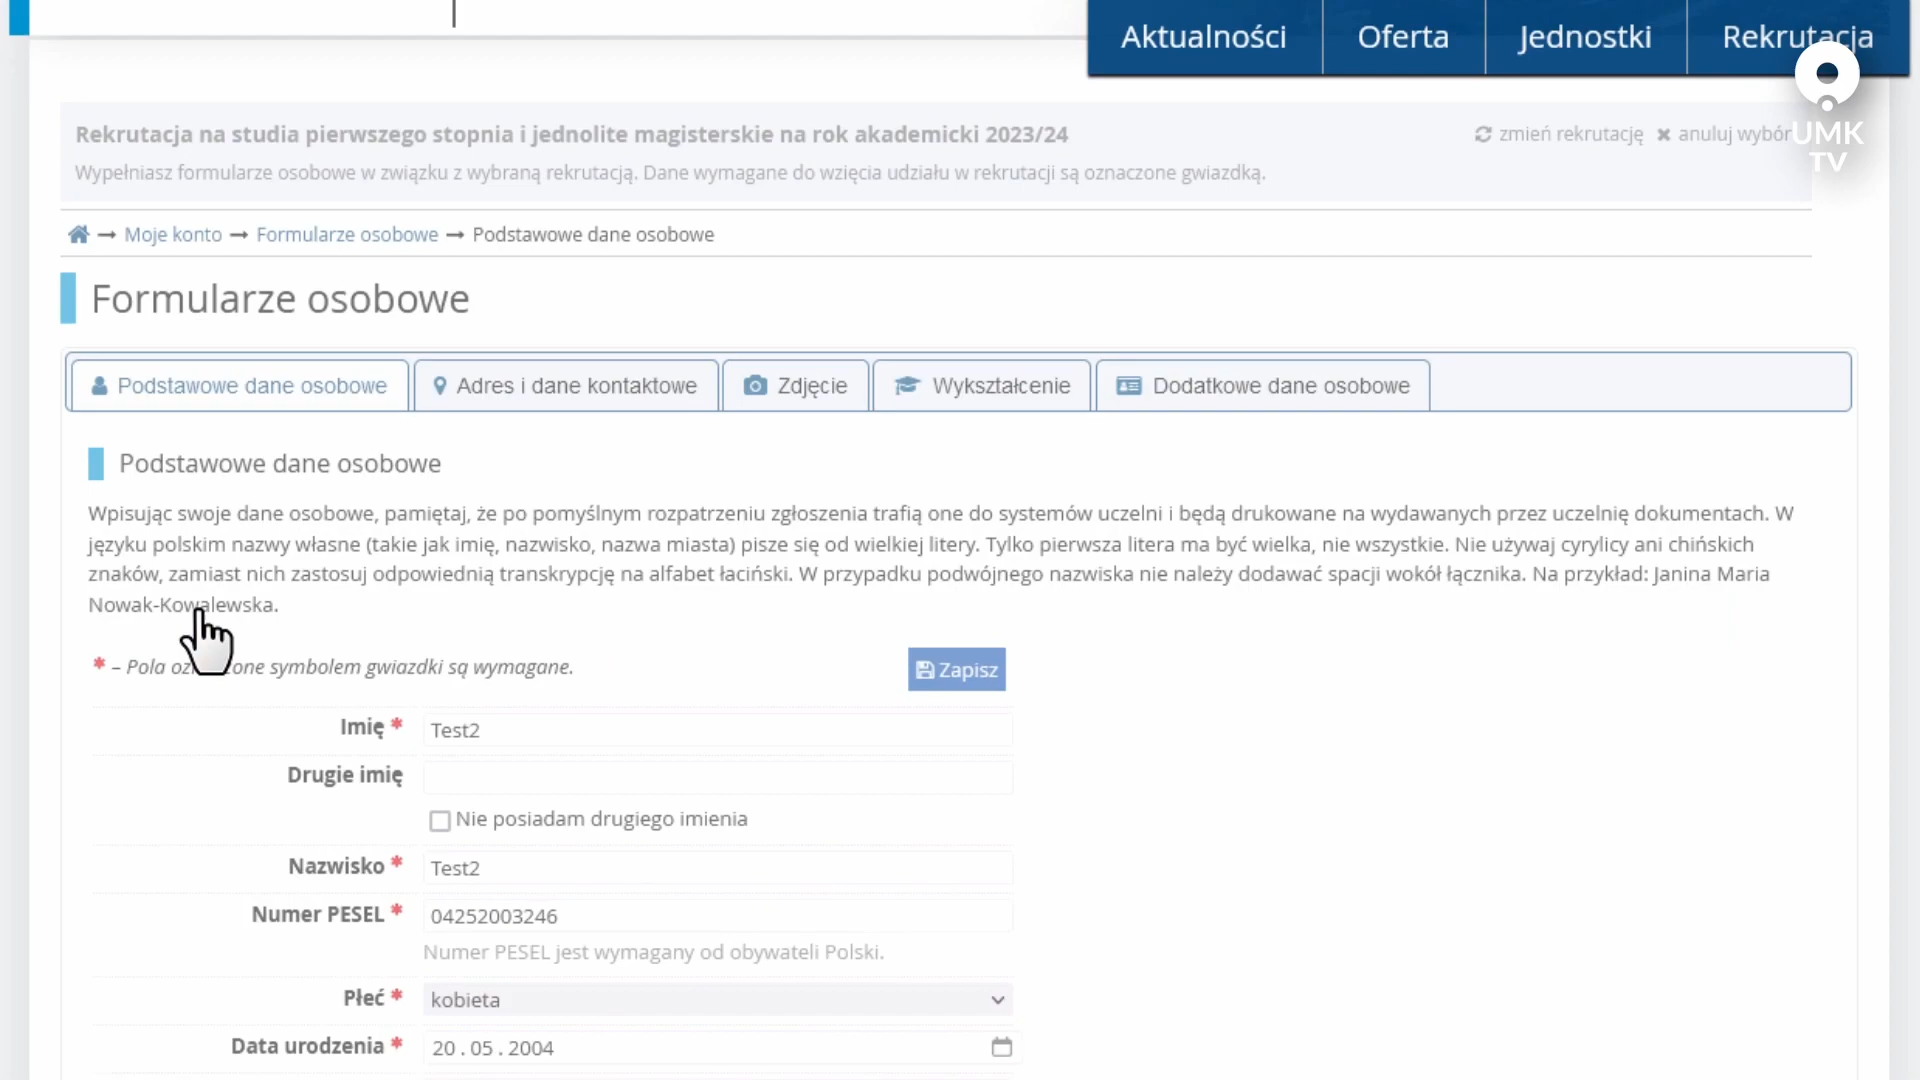 Aktualności Oferta Jednostki Rekrutacja
UMK
TV
Rekrutacja na studia pierwszego stopnia i jednolite magisterskie na rok akademicki 2023/24
zmień rekrutację anuluj wybór
Wypełniasz formularze osobowe w związku z wybraną rekrutacją. Dane wymagane do wzięcia udziału w rekrutacji są oznaczone gwiazdką.
→ Moje konto → Formularze osobowe → Podstawowe dane osobowe
Formularze osobowe
Podstawowe dane osobowe Adres i dane kontaktowe Zdjęcie Wykształcenie Dodatkowe dane osobowe
Podstawowe dane osobowe
Wpisując swoje dane osobowe, pamiętaj, że po pomyślnym rozpatrzeniu zgłoszenia trafią one do systemów uczelni i będą drukowane na wydawanych przez uczelnię dokumentach. W
języku polskim nazwy własne (takie jak imię, nazwisko, nazwa miasta) pisze się od wielkiej litery. Tylko pierwsza litera ma być wielka, nie wszystkie. Nie używaj cyrylicy ani chińskich
znaków, zamiast nich zastosuj odpowiednią transkrypcję na alfabet łaciński. W przypadku podwójnego nazwiska nie należy dodawać spacji wokół łącznika. Na przykład: Janina Maria
Nowak-Kowalewska.
* – Pola symbolem gwiazdki są wymagane.
Zapisz
Imię * Test2
Drugie imię
Nie posiadam drugiego imienia
Nazwisko * Test2
Numer PESEL * 04252003246
Numer PESEL jest wymagany od obywateli Polski.
Płeć * kobieta
Data urodzenia * 20 . 05 . 2004